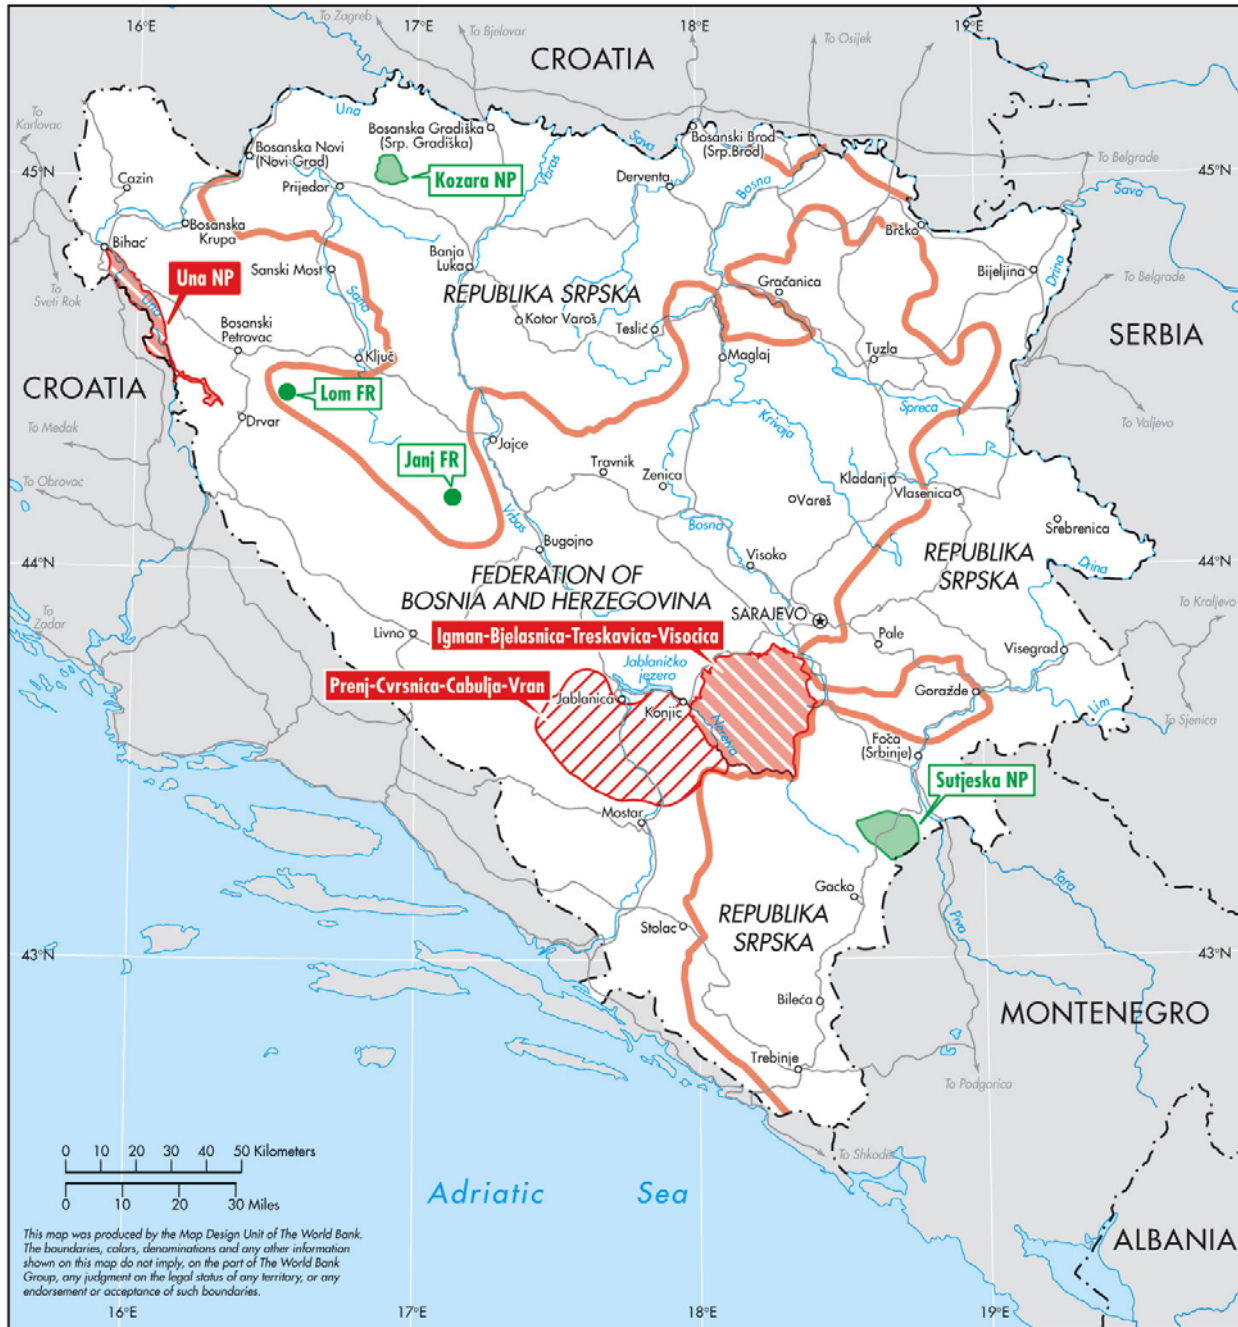 16°E
To Zagreb
17°E
To Bjelovar
18°E
To Osijek
19°E
CROATIA
To
Karlovac
Una
Bosanska Gradiška
(Srp. Gradiška)
Sava
Bosanski Brod
(Srp.Brod)
Bosanska Novi
(Novi Grad)
To Belgrade
45°N
45°N
Cazin
Prijedor
Kozara NP
Vbras
Derventa
Bosna
Sava
Bosanska
Krupa
Brčko
Bihac´
Banja
Luka
Sanski Most
Una NP
To
Sveti Rok
Una
Sana
REPUBLIKA SRPSKA
Gračanica
Bijeljina
Drina
To Belgrade
Bosanski
Petrovac
Kotor Varoš
Teslić
SERBIA
Ključ
Maglaj
Tuzla
CROATIA
Lom FR
Spreca
To Valjevo
Drvar
Krivaja
To Medak
Jajce
Janj FR
Travnik
Zenica
Kladanj
Vlasenica
To Obrovac
Vareš
Vrbas
Bosna
Srebrenica
Bugojno
Visoko
44°N
44°N
REPUBLIKA
SRPSKA
Drina
FEDERATION OF
BOSNIA AND HERZEGOVINA
To
Zadar
SARAJEVO
To Kraljevo
Livno
Igman-Bjelasnica-Treskavica-Visocica
Pale
Visegrad
Jablaničko
jezero
Prenj-Cvrsnica-Cabulja-Vran
Jablanica
Konjic
Goražde
Lim
To Sjenica
Neretva
Foča
(Srbinje)
Sutjeska NP
Mostar
Tara
Gacko
REPUBLIKA
SRPSKA
Stolac
Piva
43°N
43°N
Bileća
MONTENEGRO
Trebinje
To Podgorica
0 10 20 30 40 50 Kilometers
To Shkodër
0 10 20 30 Miles
Adriatic Sea
This map was produced by the Map Design Unit of The World Bank.
The boundaries, colors, denominations and any other information
shown on this map do not imply, on the part of The World Bank
Group, any judgment on the legal status of any territory, or any
endorsement or acceptance of such boundaries.
ALBANIA
16°E
17°E
18°E
19°E